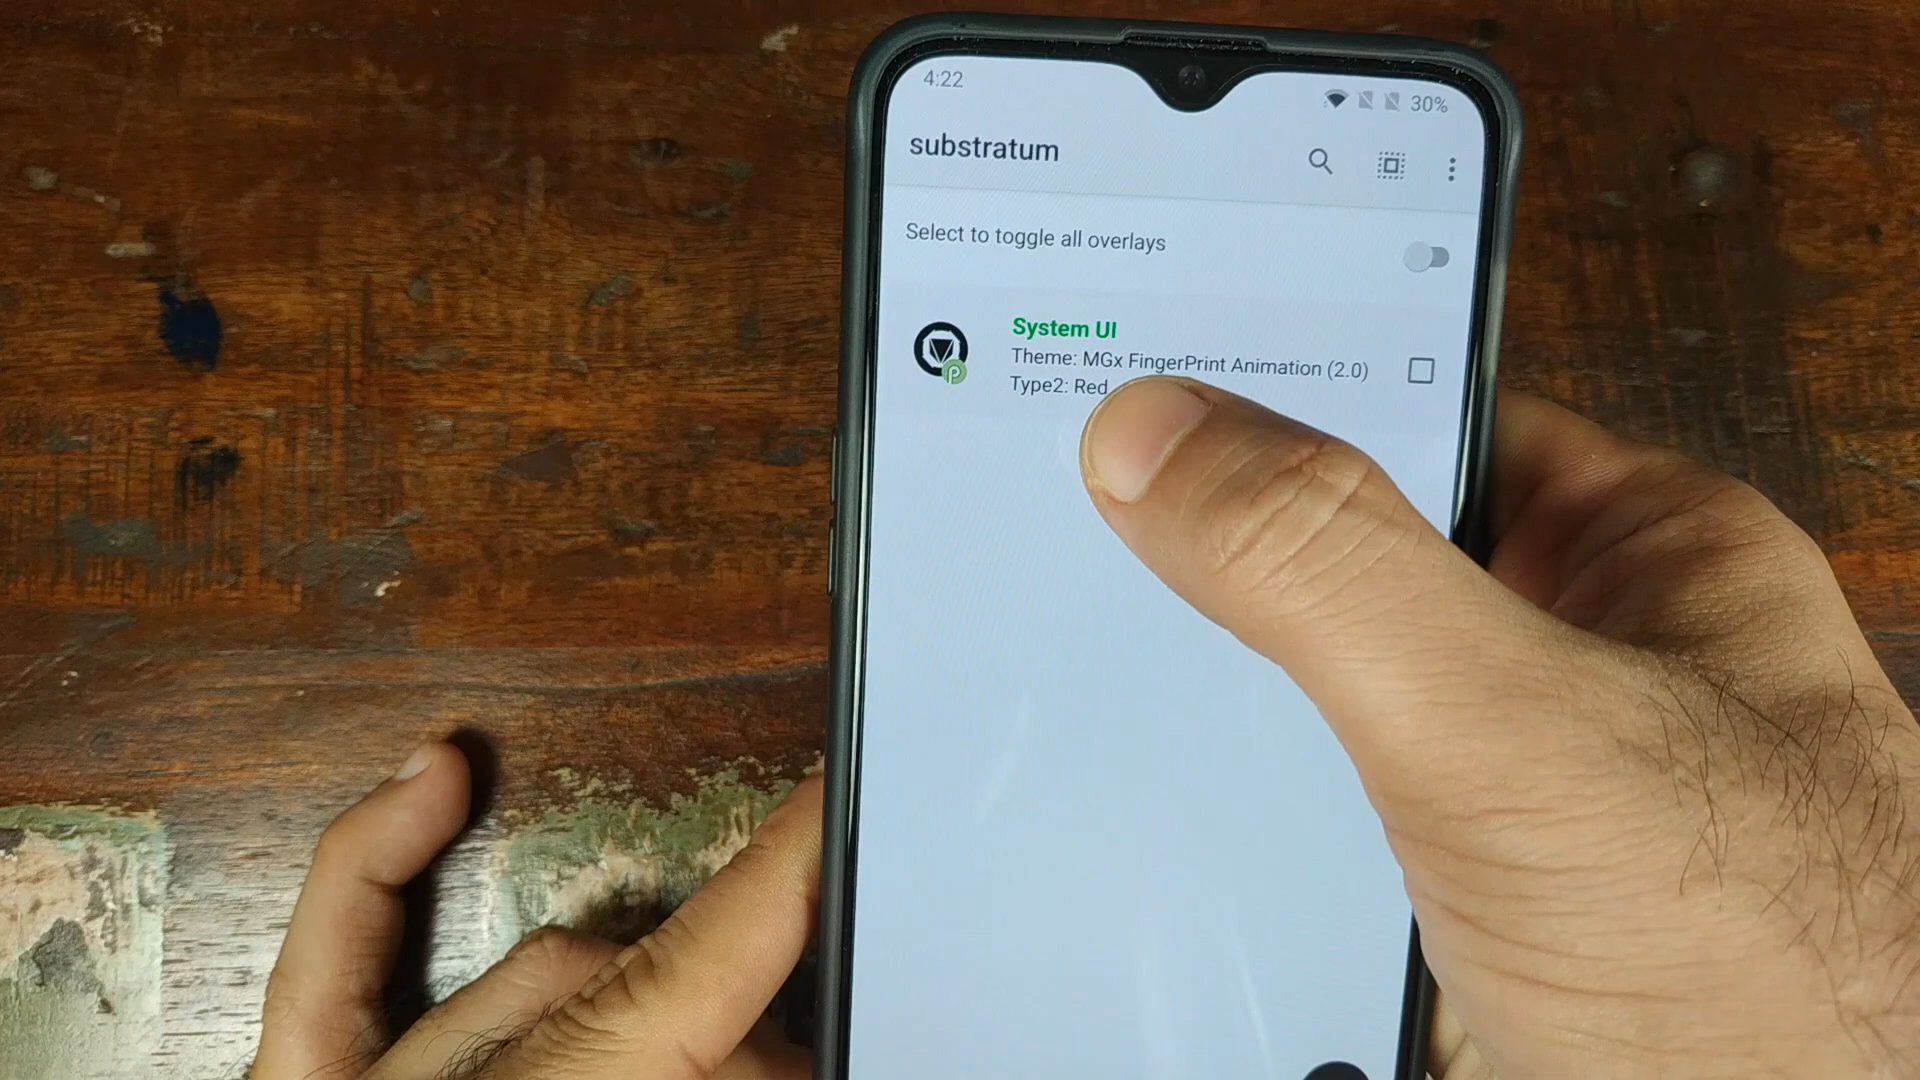 4:22
30%
substratum
Select to toggle all overlays
System UI
Theme: MGx FingerPrint Animation (2.0)
Type2: Red